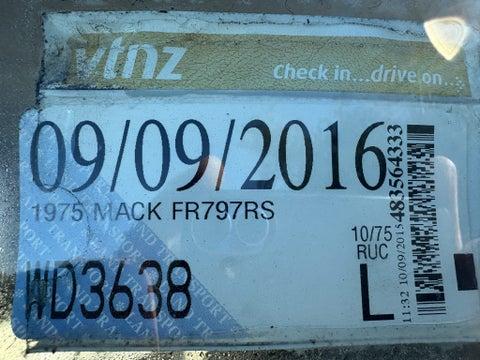 vtnz
check in...drive on...
09/09/2016
1975 MACK FR797RS
10/75
RUC
WD3638
L
11:32 10/09/2015 483564333